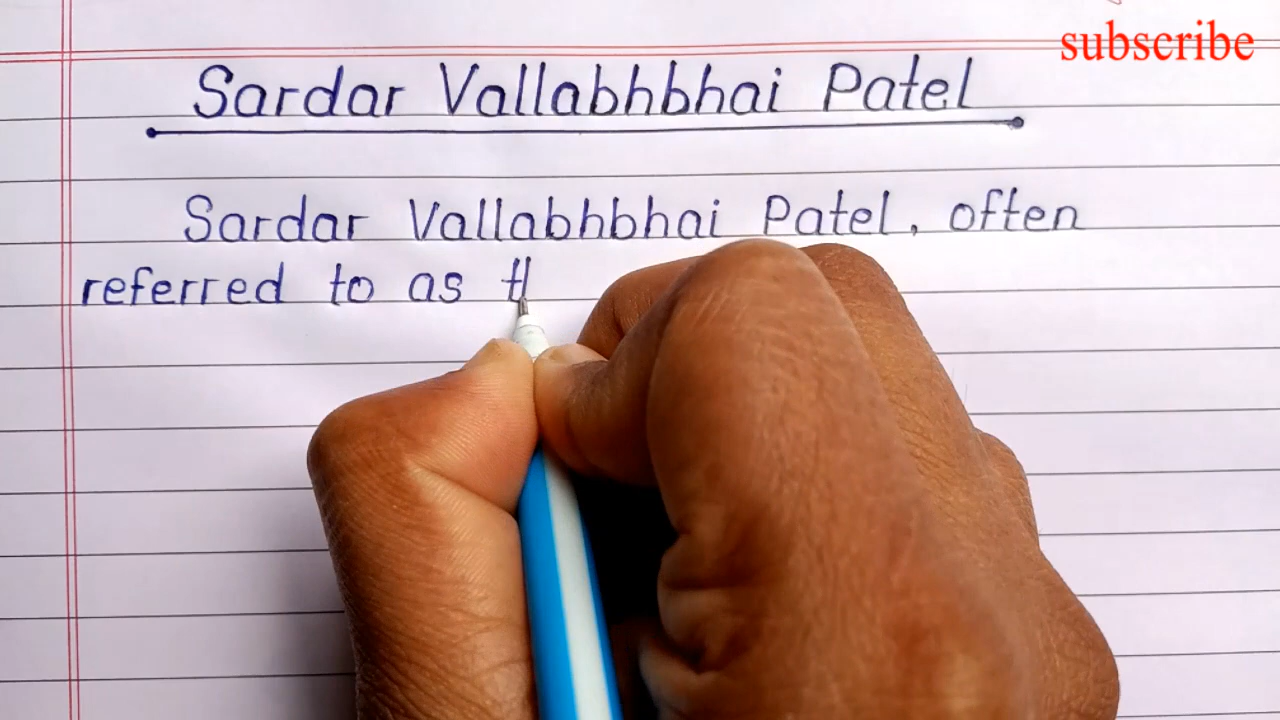 subscribe
Sardar Vallabhbhai Patel
Sardar Vallabhbhai Patel, often
referred to as